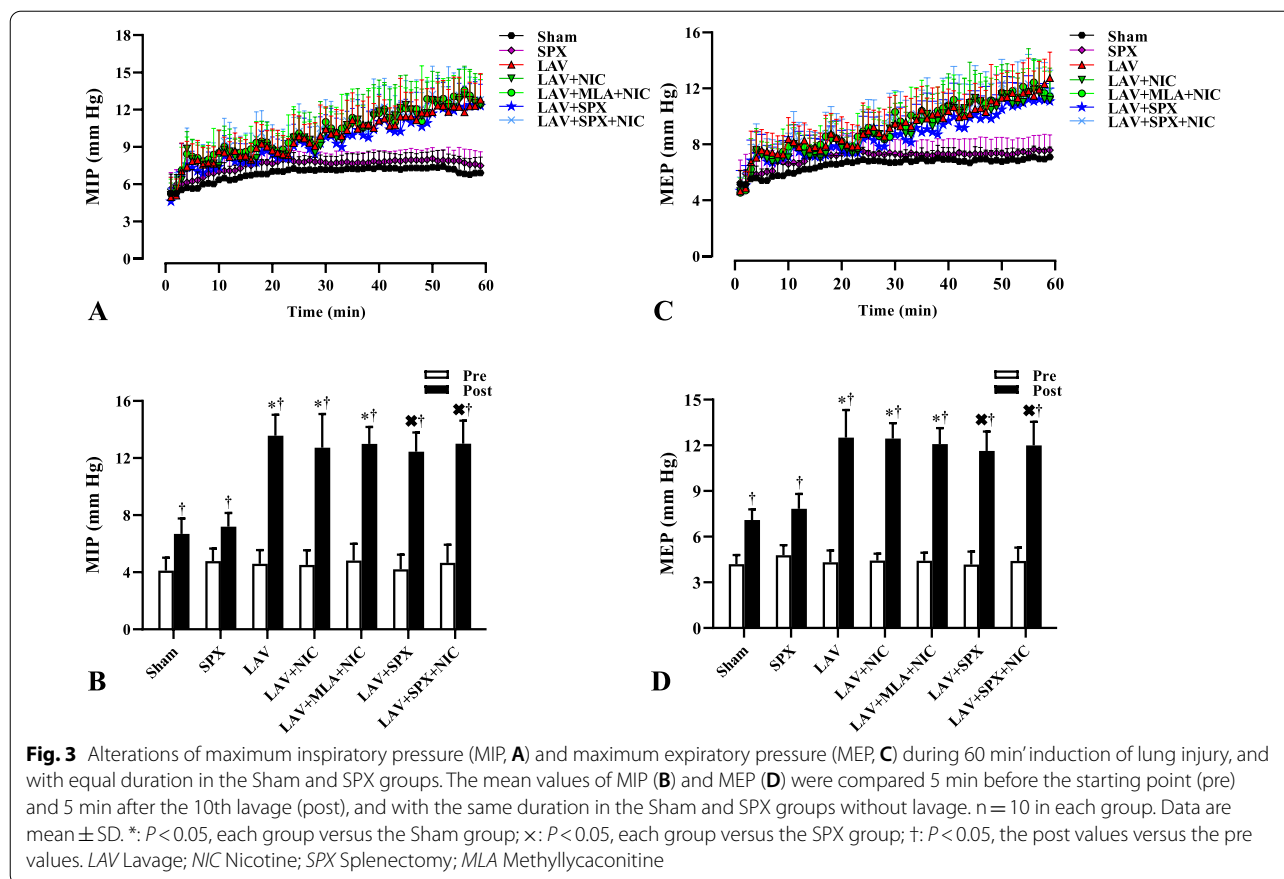 18
15
12
9
6
3
0
MIP (mm Hg)
0 10 20 30 40 50 60
Time (min)
A
Sham
SPX
LAV
LAV+NIC
LAV+MLA+NIC
LAV+SPX
LAV+SPX+NIC
16
12
8
4
0
MEP (mm Hg)
0 10 20 30 40 50 60
Time (min)
C
Sham
SPX
LAV
LAV+NIC
LAV+MLA+NIC
LAV+SPX
LAV+SPX+NIC
Pre
Post
16
12
8
4
0
MIP (mm Hg)
† † *† *† *† ✖† ✖†
Sham SPX LAV LAV+NIC LAV+MLA+NIC LAV+SPX LAV+SPX+NIC
B
Pre
Post
15
12
9
6
3
0
MEP (mm Hg)
† † *† *† *† ✖† ✖†
Sham SPX LAV LAV+NIC LAV+MLA+NIC LAV+SPX LAV+SPX+NIC
D
Fig. 3 Alterations of maximum inspiratory pressure (MIP, A) and maximum expiratory pressure (MEP, C) during 60 min' induction of lung injury, and
with equal duration in the Sham and SPX groups. The mean values of MIP (B) and MEP (D) were compared 5 min before the starting point (pre)
and 5 min after the 10th lavage (post), and with the same duration in the Sham and SPX groups without lavage. n = 10 in each group. Data are
mean ± SD. *: P < 0.05, each group versus the Sham group; ×: P < 0.05, each group versus the SPX group; †: P < 0.05, the post values versus the pre
values. LAV Lavage; NIC Nicotine; SPX Splenectomy; MLA Methyllycaconitine